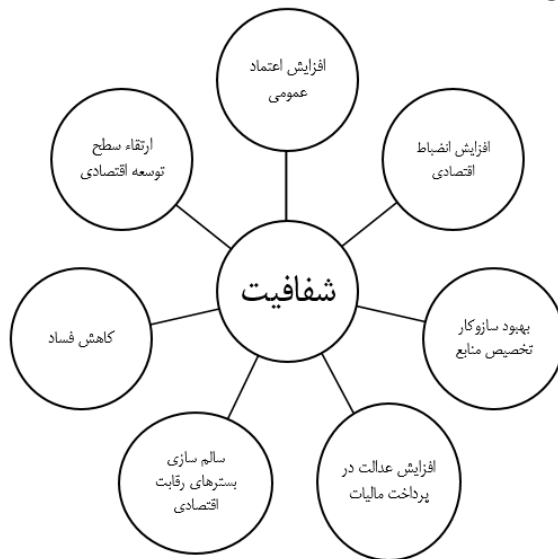 افزایش اعتماد
عمومی
افزایش انضباط
اقتصادی
بهبود سازوکار
تخصیص منابع
افزایش عدالت در
پرداخت مالیات
سالم سازی
بسترهای رقابت
اقتصادی
کاهش فساد
ارتقاء سطح
توسعه اقتصادی
شفافیت